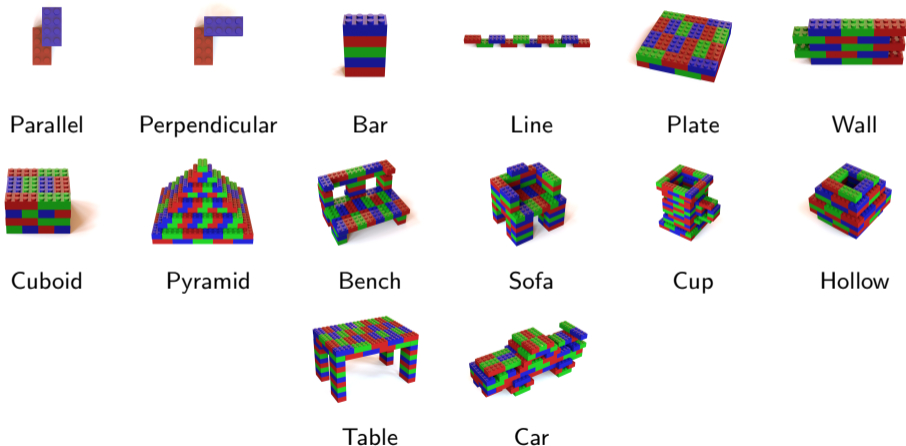 Parallel Perpendicular Bar Line Plate Wall
Cuboid Pyramid Bench Sofa Cup Hollow
Table Car